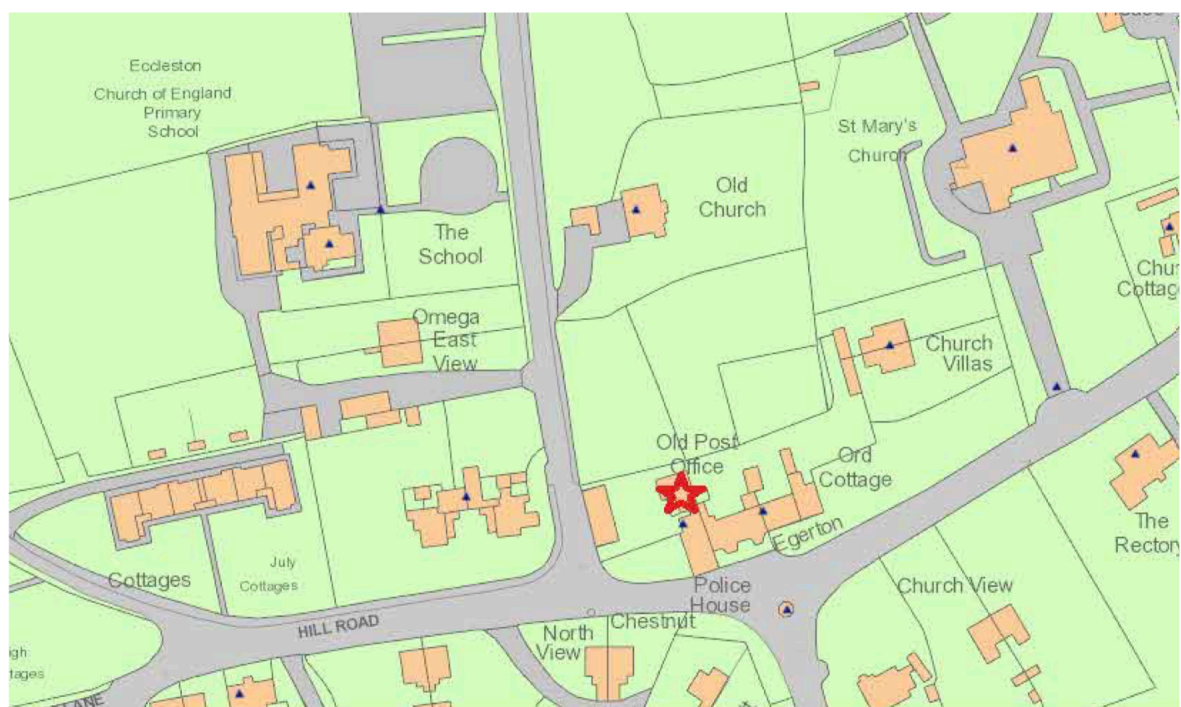 House
Eccleston
Church of England
Primary
School
St Mary's
Church
Old
Church
The
School
Omega
East
View
Church
Villas
Old Post
Office
Ord
Cottage
Egerton
The
Rectory
Cottages
July
Cottages
HILL ROAD
Police
House
Chestnut
North
View
Church View
LANE